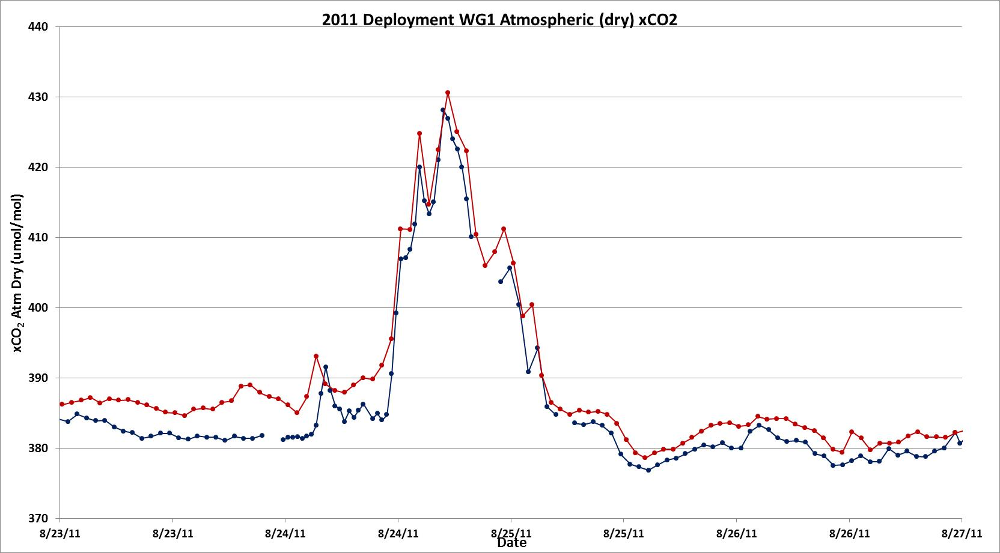 2011 Deployment WG1 Atmospheric (dry) xCO2
440
430
420
410
400
390
380
370
xCO₂ Atm Dry (umol/mol)
8/23/11 8/23/11 8/24/11 8/24/11 8/25/11 8/25/11 8/26/11 8/26/11 8/27/11
Date